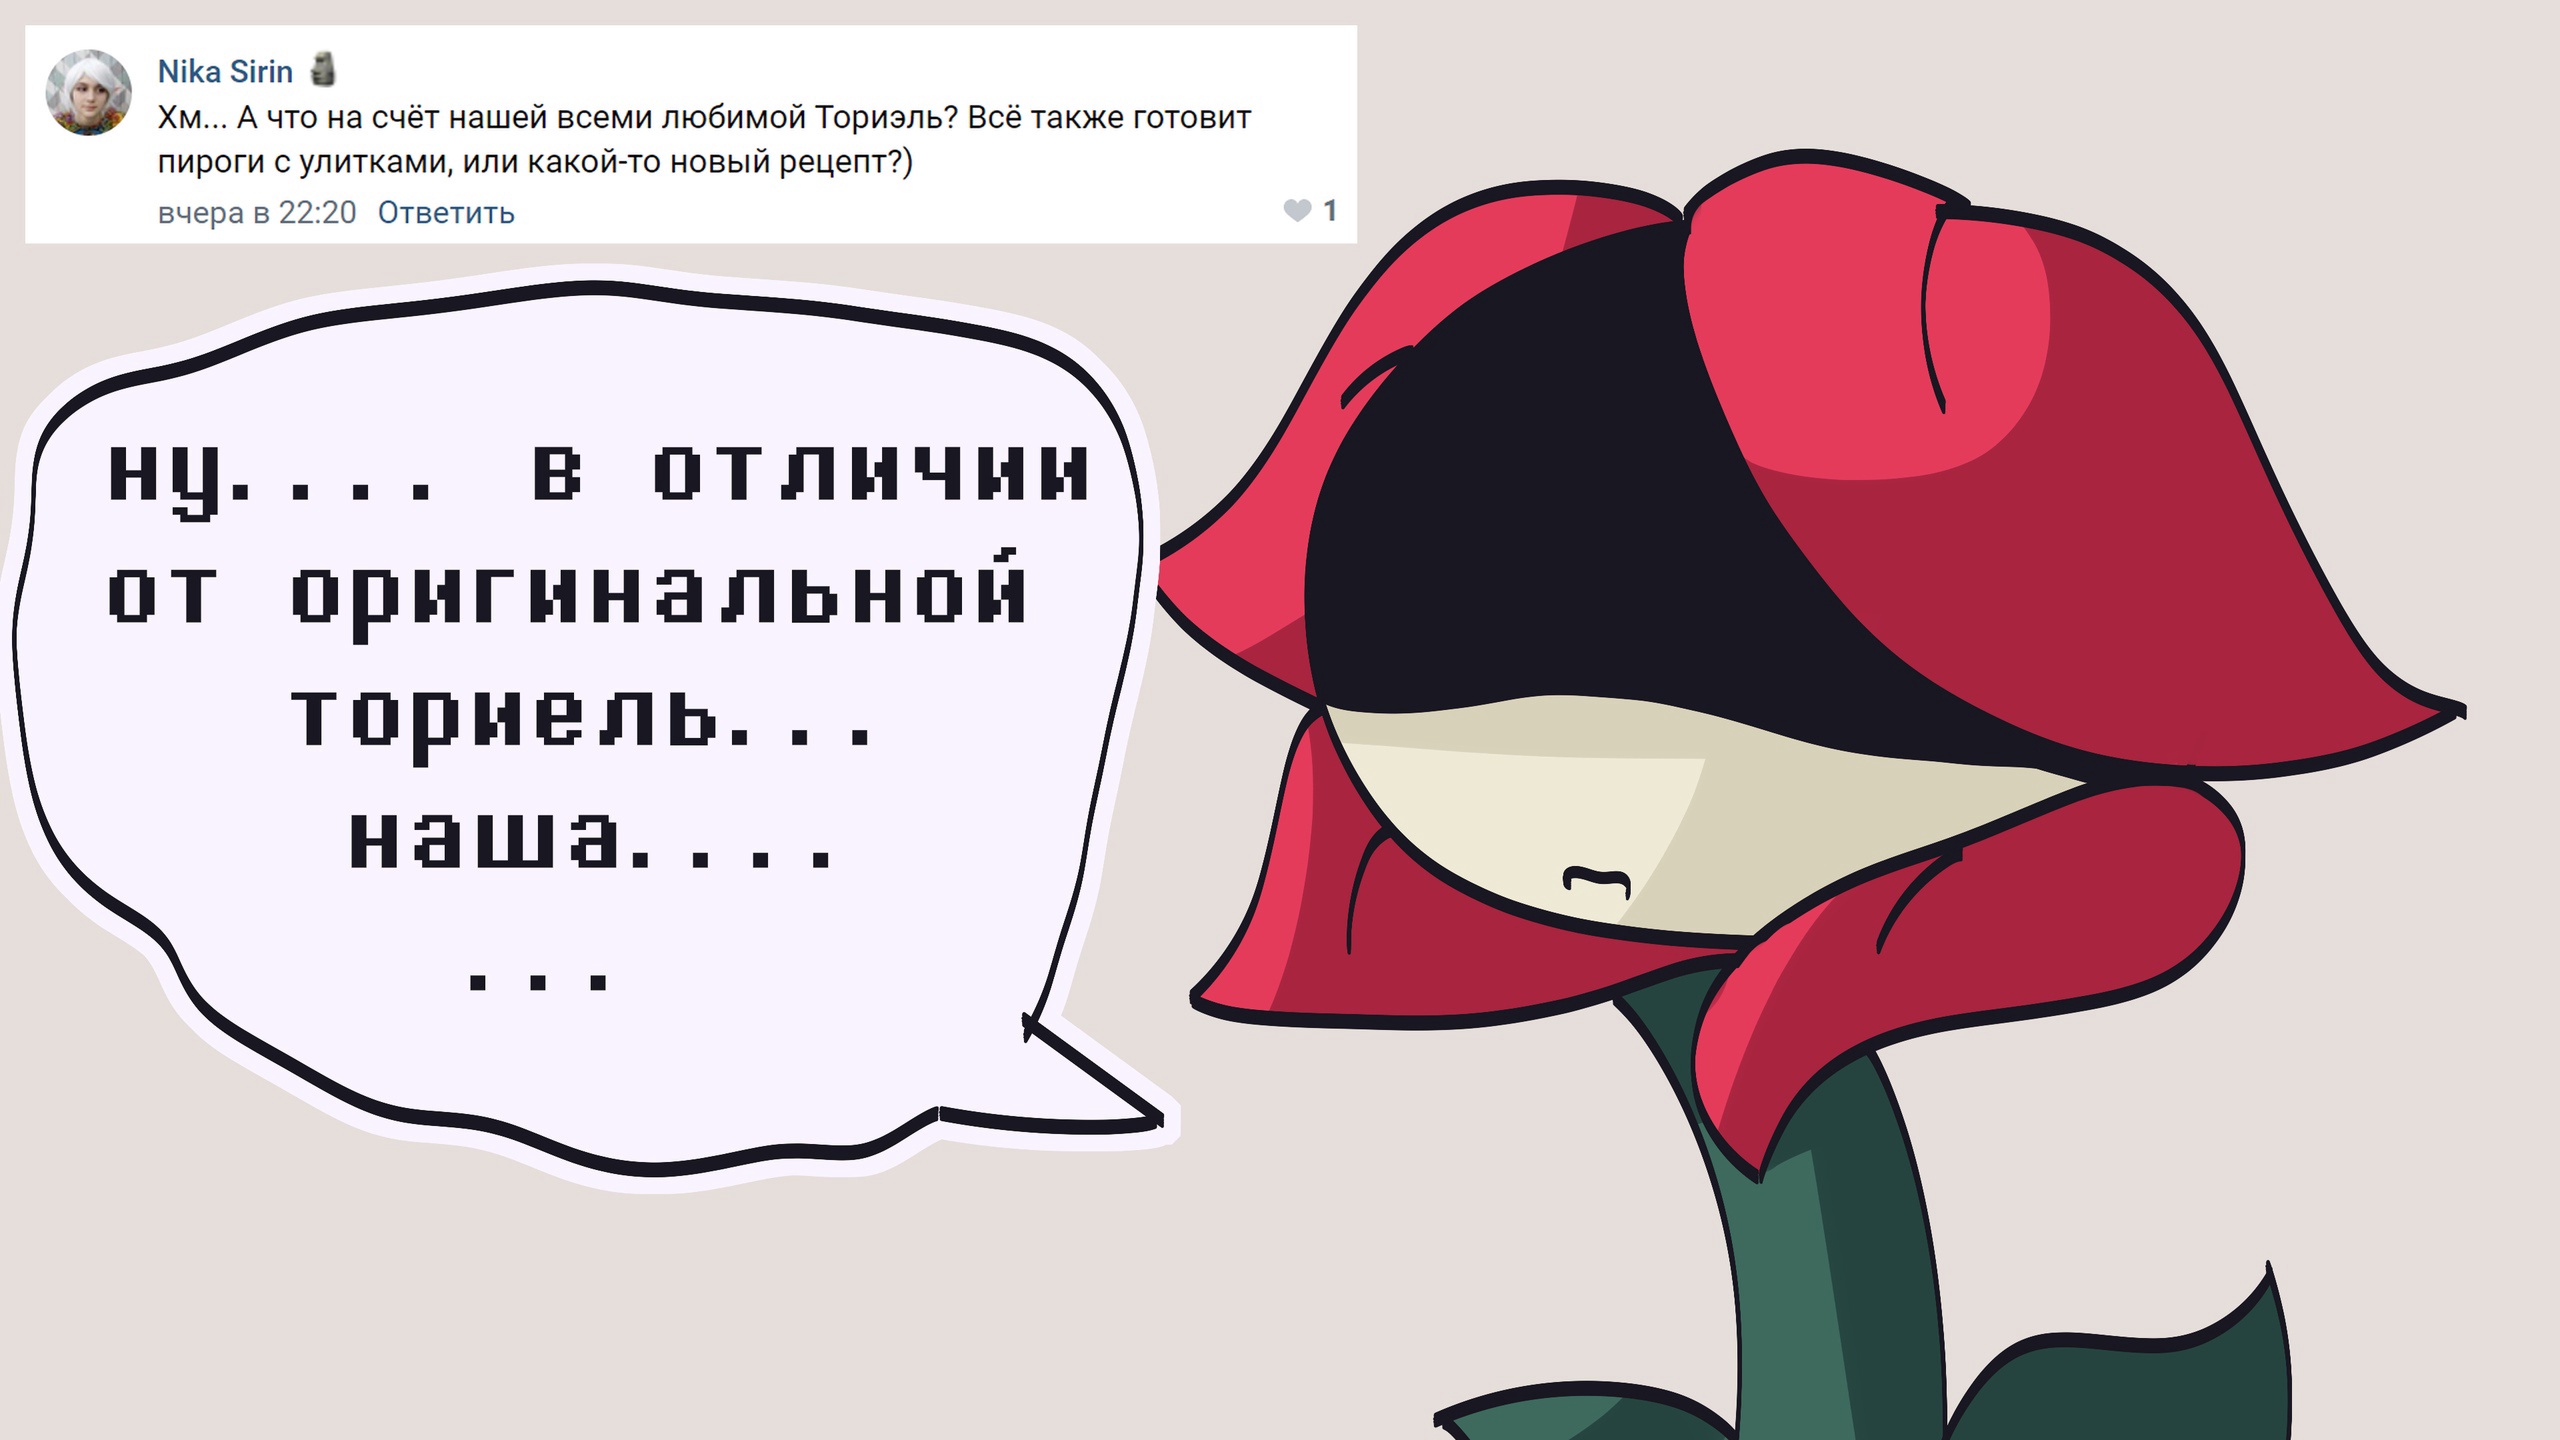 Nika Sirin 🗿
Хм... А что на счёт нашей всеми любимой Ториэль? Всё также готовит
пироги с улитками, или какой-то новый рецепт?)
вчера в 22:20 Ответить
1
ну.... в отличии
от оригинальной
ториель...
наша....
...